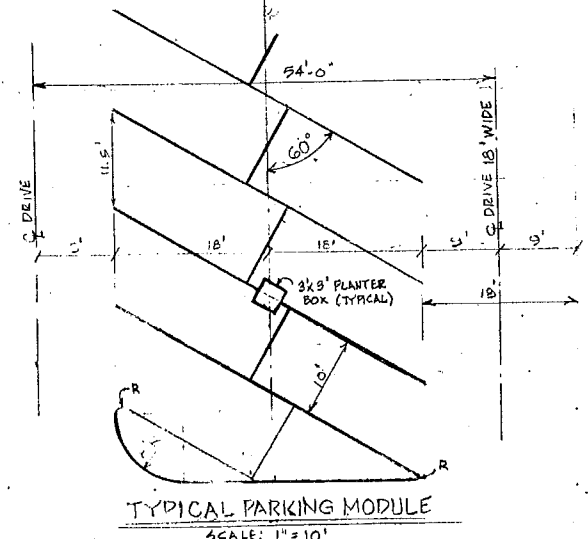 54'-0"
60°
11.5'
℄ DRIVE
℄ DRIVE 18' WIDE
18'
18'
9'
9'
18'
3'x3' PLANTER
BOX (TYPICAL)
10'
R
R
TYPICAL PARKING MODULE
SCALE: 1"=10'